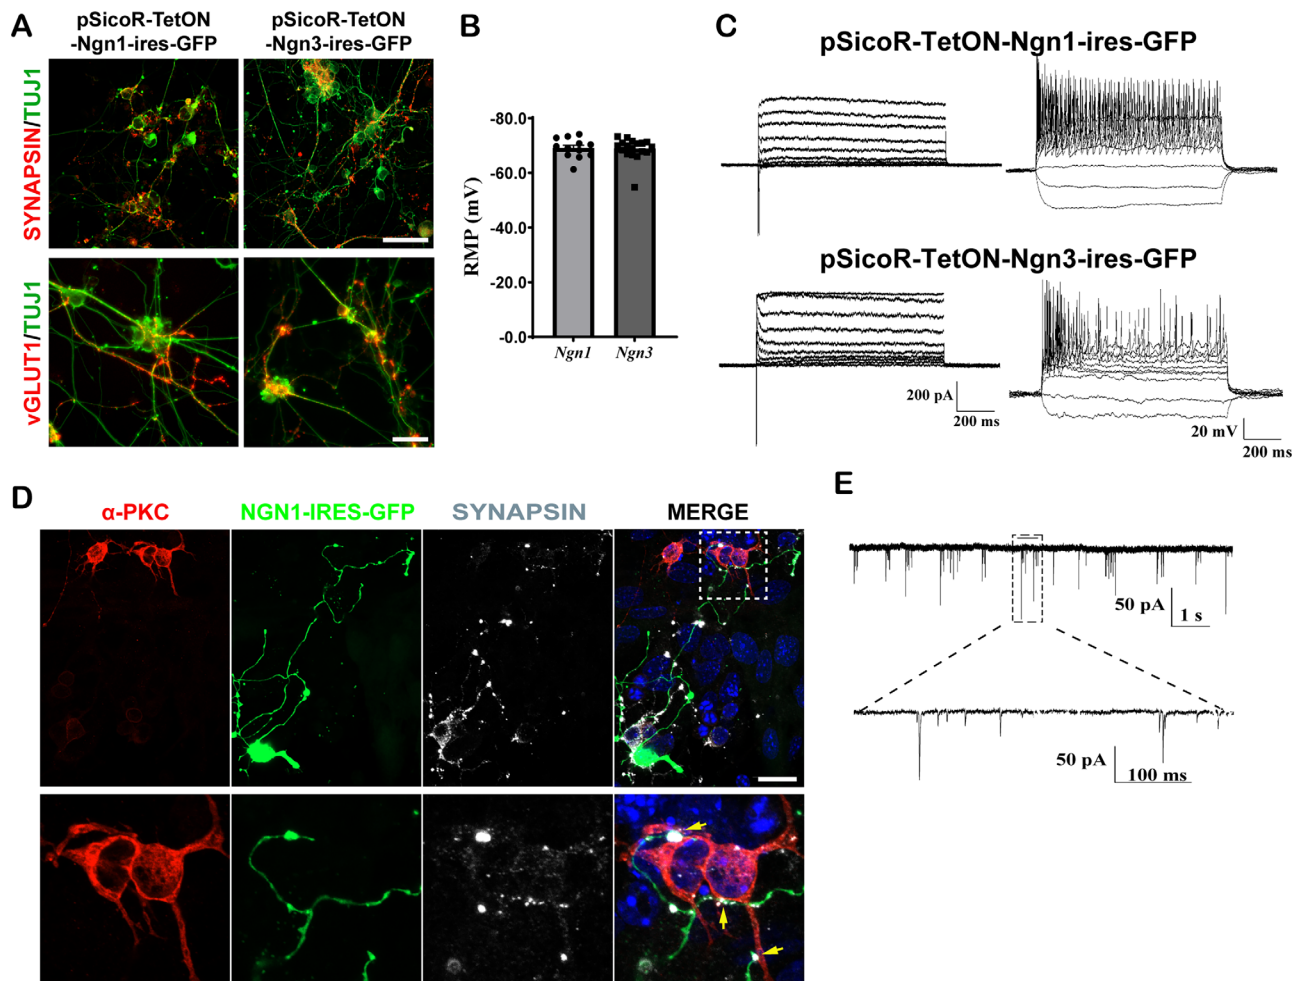 A
pSicoR-TetON
-Ngn1-ires-GFP
pSicoR-TetON
-Ngn3-ires-GFP
SYNAPSIN/TUJ1
vGLUT1/TUJ1
B
RMP (mV)
-80.0
-60.0
-40.0
-20.0
-0.0
Ngn1
Ngn3
C
pSicoR-TetON-Ngn1-ires-GFP
pSicoR-TetON-Ngn3-ires-GFP
200 pA
200 ms
20 mV
200 ms
D
α-PKC
NGN1-IRES-GFP
SYNAPSIN
MERGE
E
50 pA
1 s
50 pA
100 ms